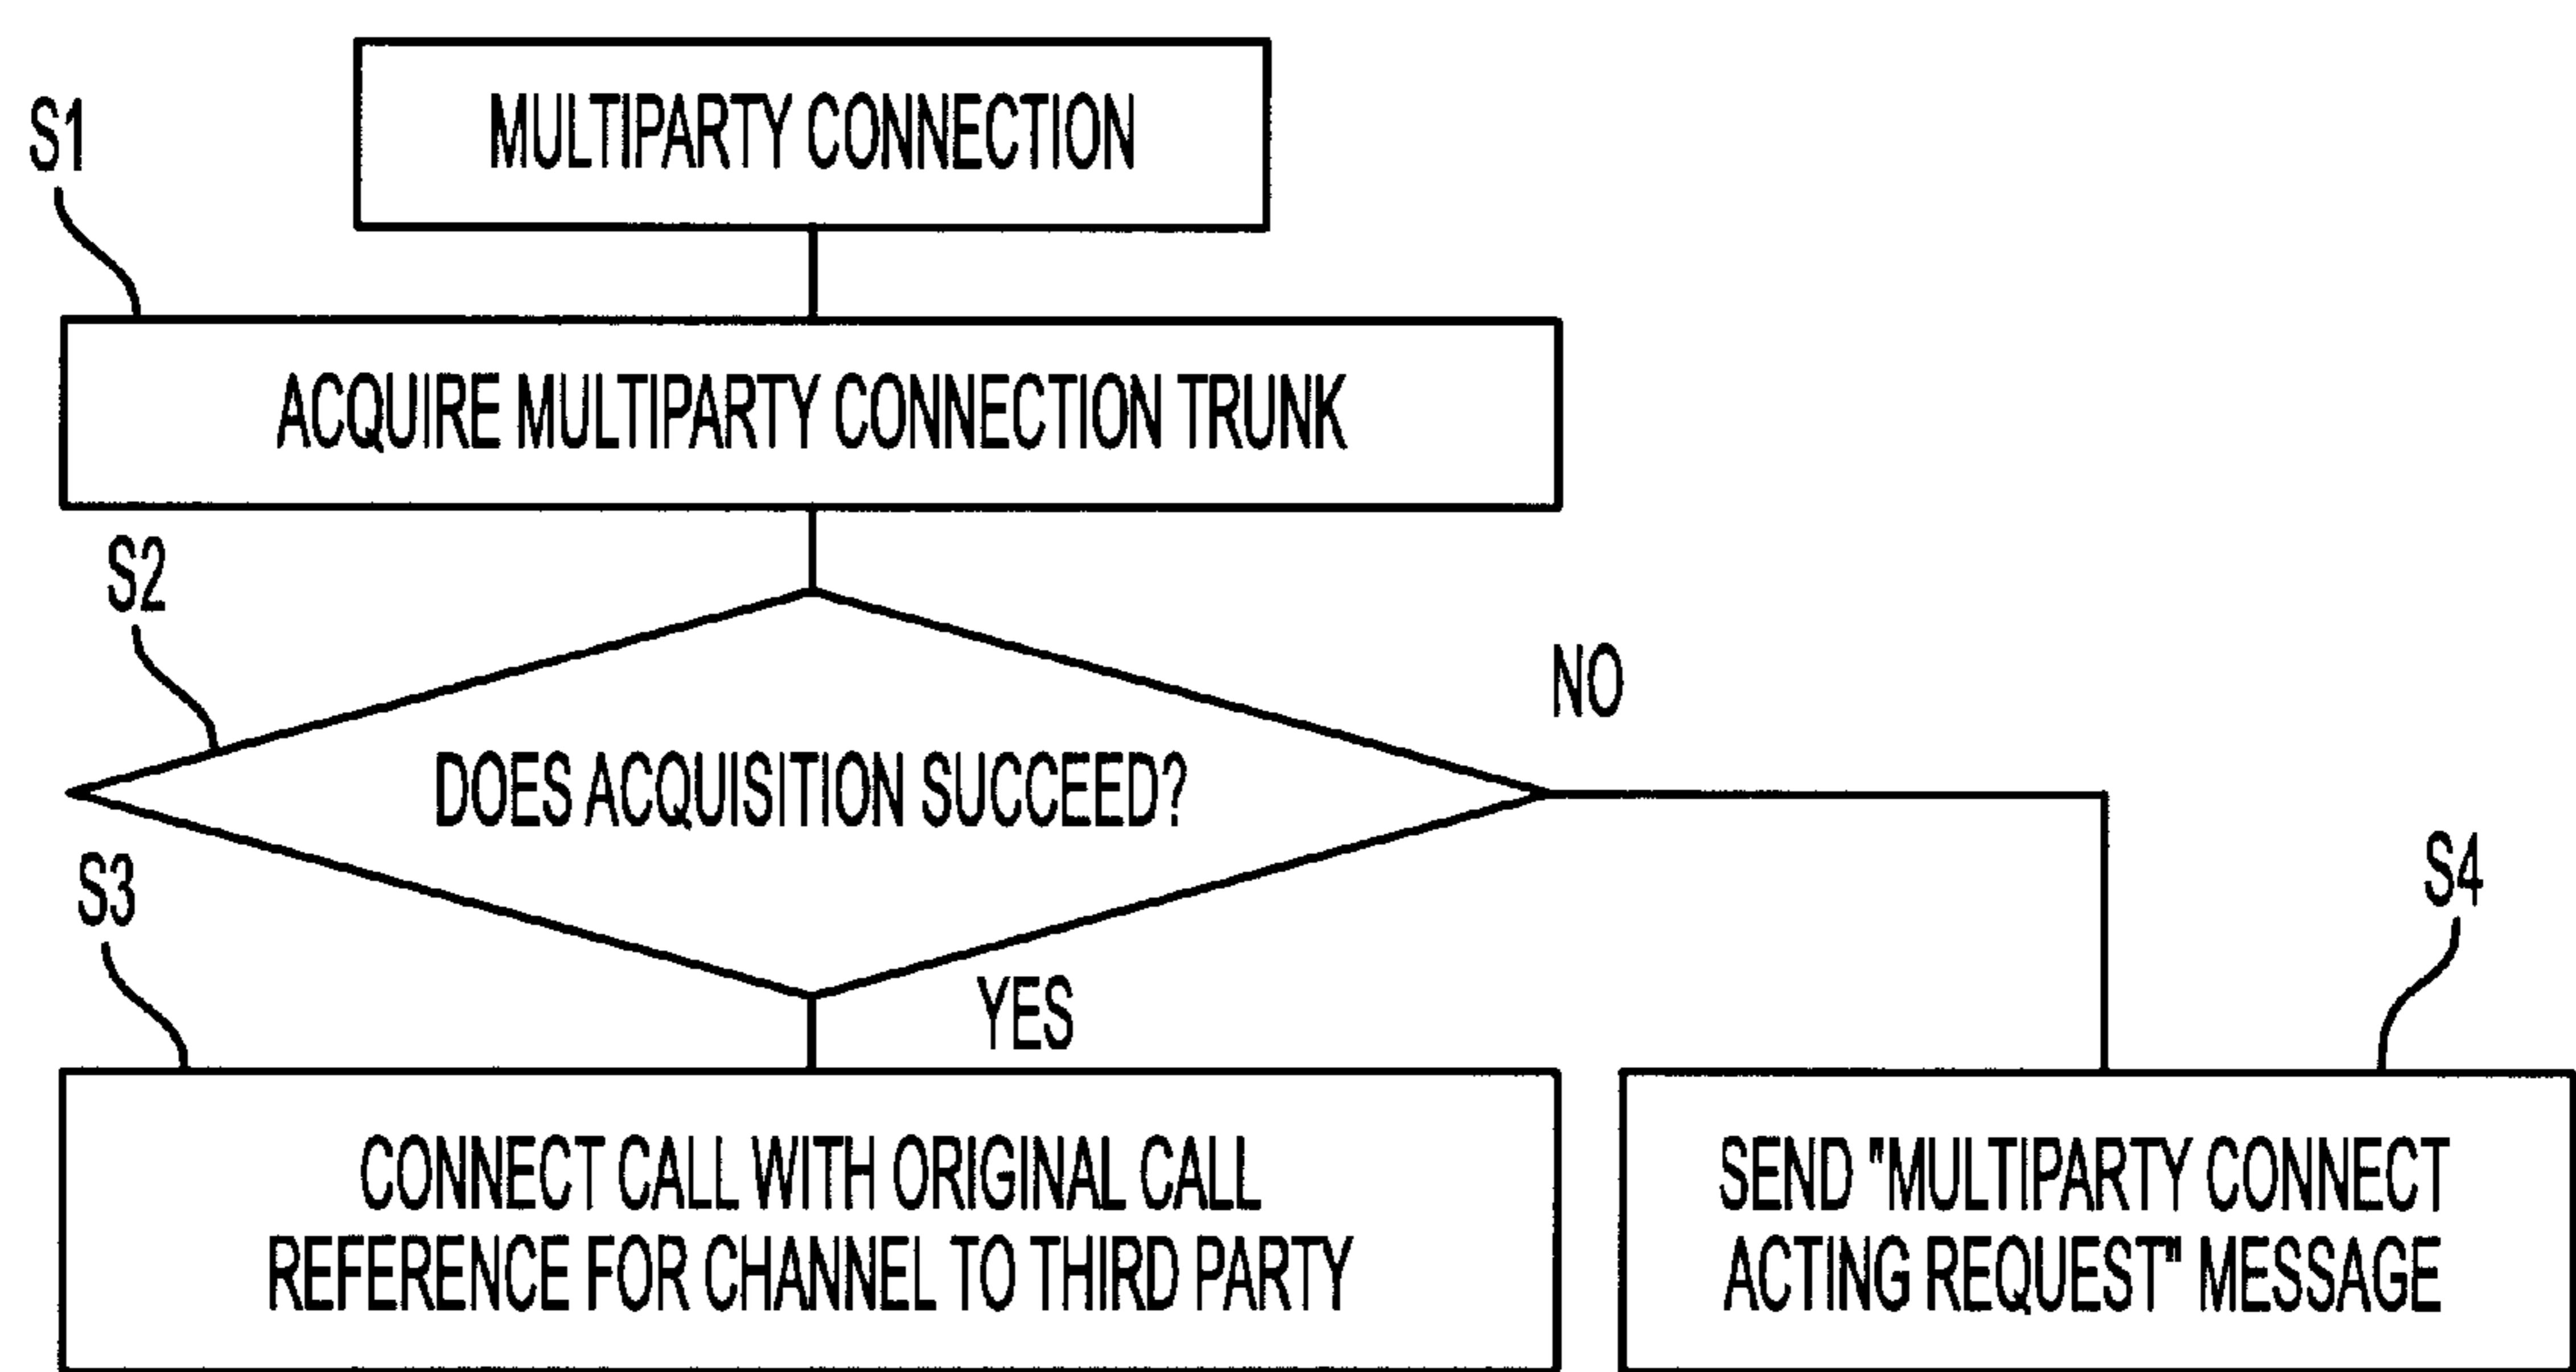 MULTIPARTY CONNECTION
S1
ACQUIRE MULTIPARTY CONNECTION TRUNK
S2
DOES ACQUISITION SUCCEED?
NO
YES
S3
CONNECT CALL WITH ORIGINAL CALL
REFERENCE FOR CHANNEL TO THIRD PARTY
S4
SEND "MULTIPARTY CONNECT
ACTING REQUEST" MESSAGE